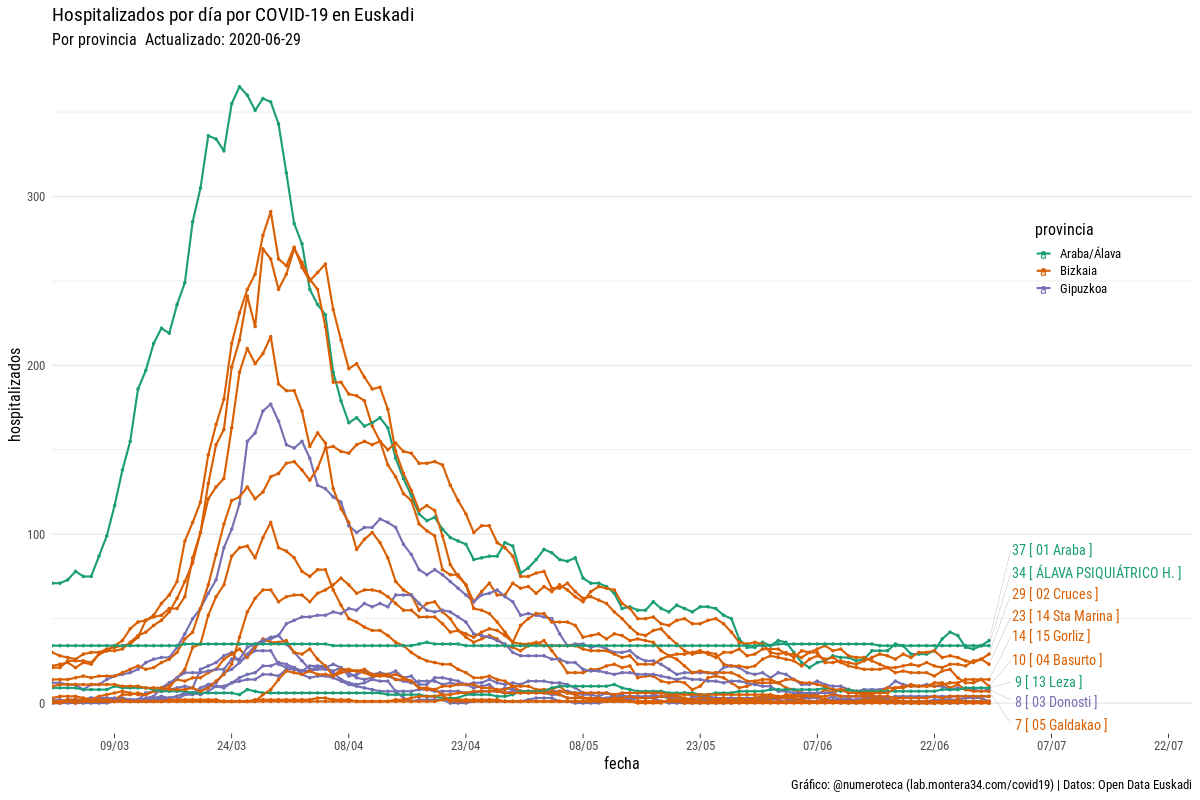 Hospitalizados por día por COVID-19 en Euskadi
Por provincia Actualizado: 2020-06-29
hospitalizados
300
200
100
0
provincia
Araba/Álava
Bizkaia
Gipuzkoa
37 [ 01 Araba ]
34 [ ÁLAVA PSIQUIÁTRICO H. ]
29 [ 02 Cruces ]
23 [ 14 Sta Marina ]
14 [ 15 Gorliz ]
10 [ 04 Basurto ]
9 [ 13 Leza ]
8 [ 03 Donosti ]
7 [ 05 Galdakao ]
09/03 24/03 08/04 23/04 08/05 23/05 07/06 22/06 07/07 22/07
fecha
Gráfico: @numeroteca (lab.montera34.com/covid19) | Datos: Open Data Euskadi